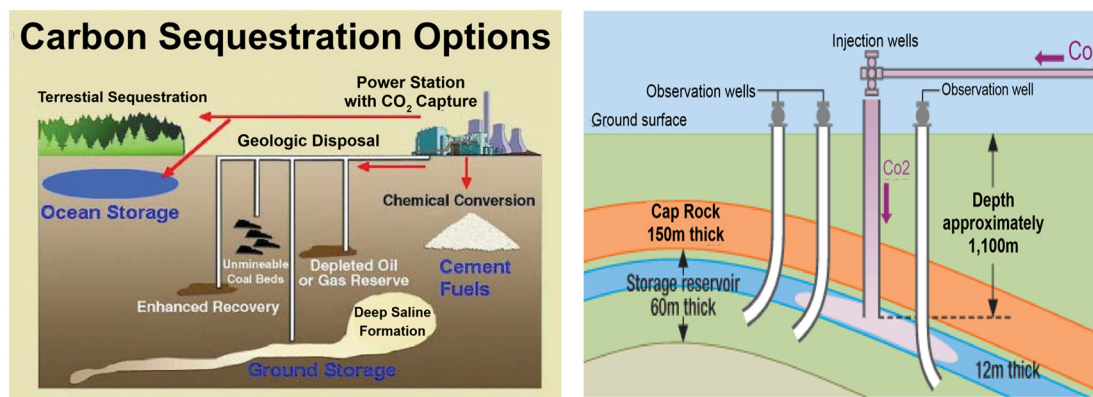 Carbon Sequestration Options
Terrestial Sequestration
Power Station
with CO2 Capture
Geologic Disposal
Ocean Storage
Chemical Conversion
Unmineable
Coal Beds
Depleted Oil
or Gas Reserve
Cement
Fuels
Enhanced Recovery
Deep Saline
Formation
Ground Storage
Injection wells
Co
Observation wells
Observation well
Ground surface
Co2
Depth
approximately
1,100m
Cap Rock
150m thick
Storage reservoir
60m thick
12m thick